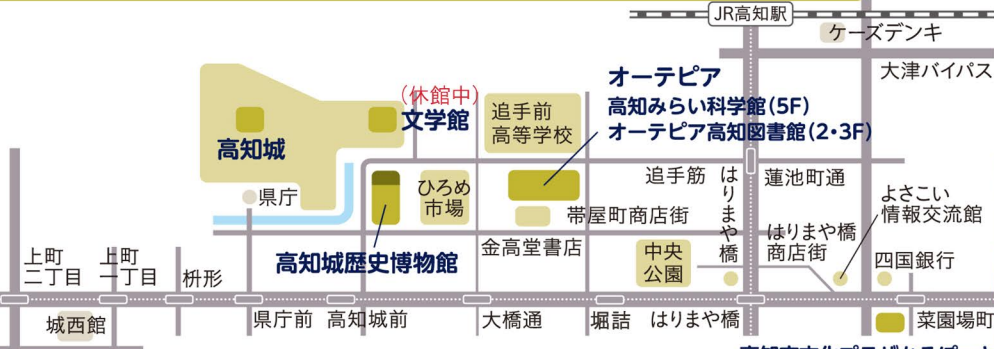 JR高知駅
ケーズデンキ
大津バイパス
オーテピア
高知みらい科学館(5F)
オーテピア高知図書館(2・3F)
(休館中)
文学館
追手前
高等学校
高知城
県庁
ひろめ
市場
追手筋
はりまや橋
蓮池町通
よさこい
情報交流館
帯屋町商店街
はりまや橋
商店街
金高堂書店
中央
公園
四国銀行
高知城歴史博物館
上町
二丁目
上町
一丁目
枡形
城西館
県庁前
高知城前
大橋通
堀詰
はりまや橋
菜園場町